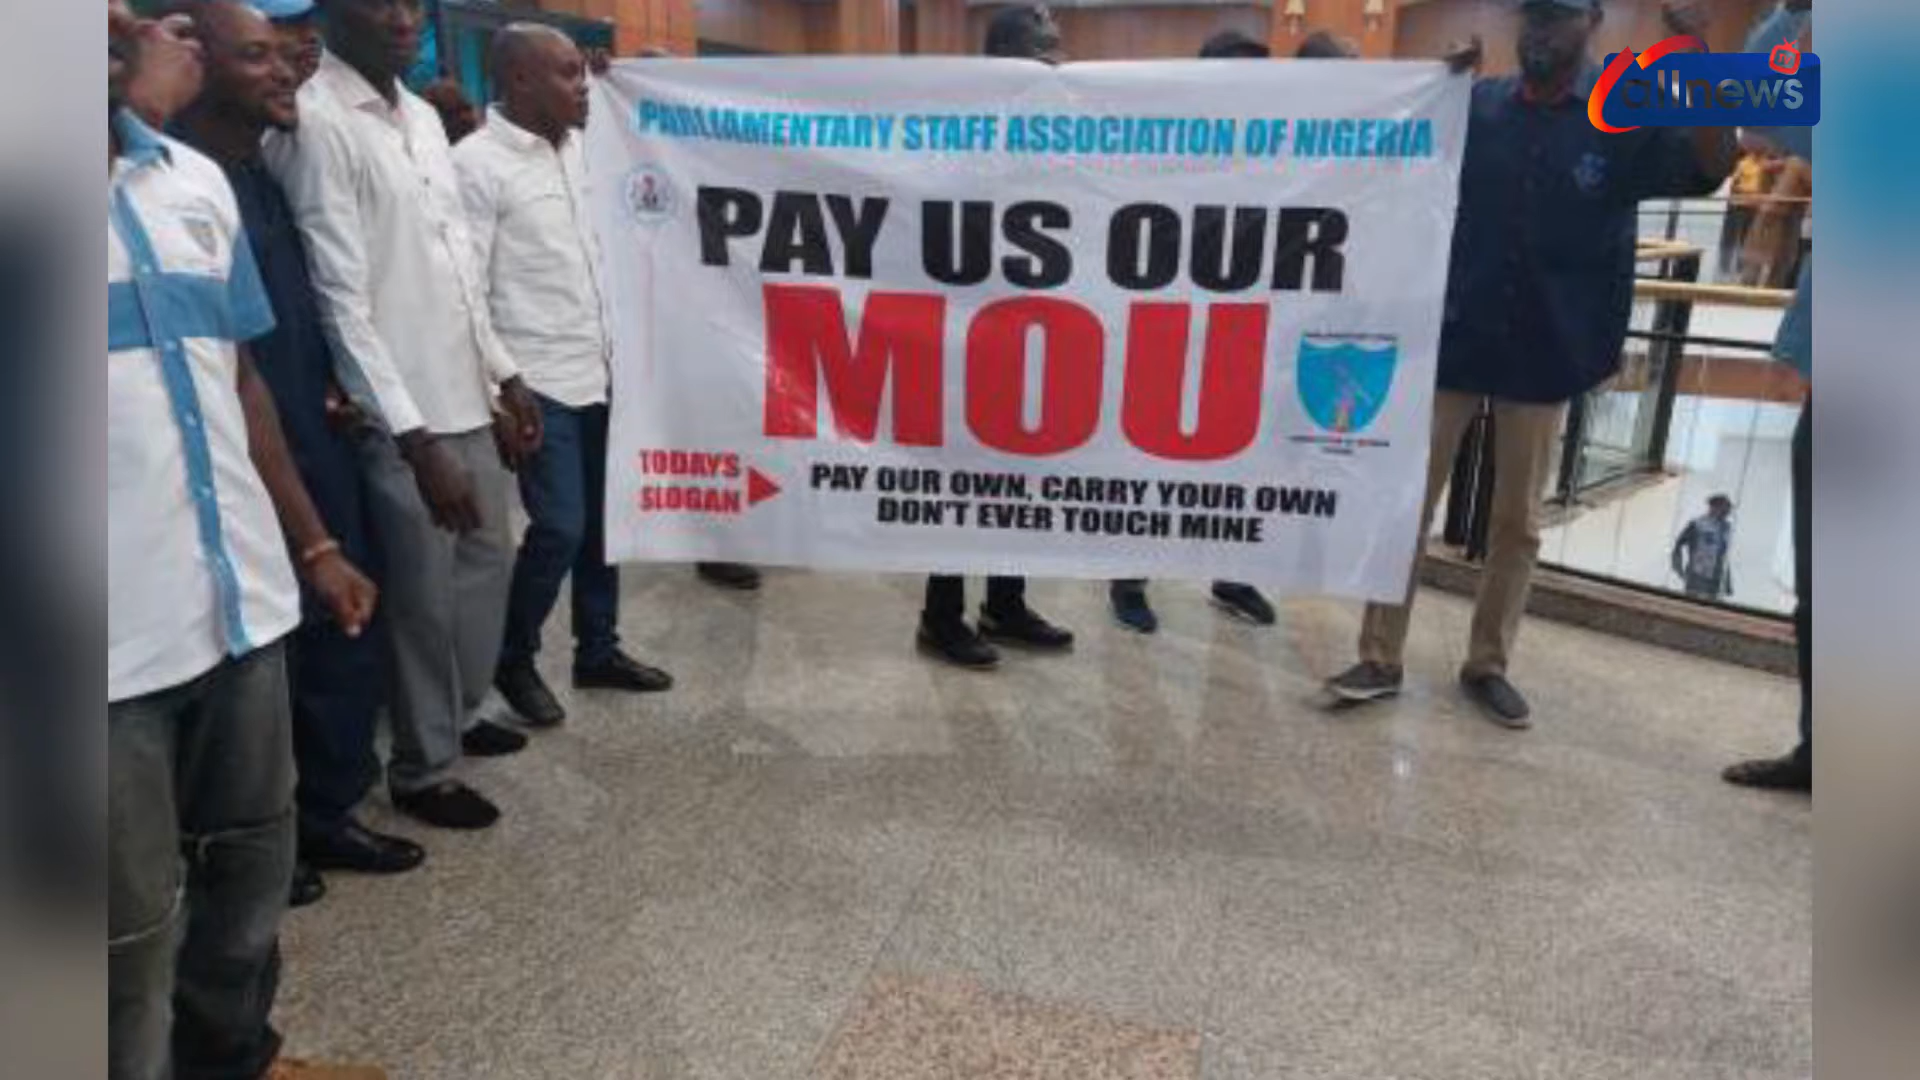 allnews
TV
PARLIAMENTARY STAFF ASSOCIATION OF NIGERIA
PAY US OUR
MOU
TODAYS
SLOGAN
PAY OUR OWN, CARRY YOUR OWN
DON'T EVER TOUCH MINE